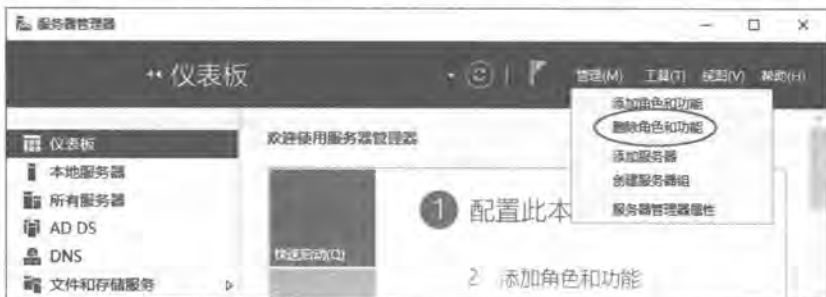 服务器管理器
仪表板
管理(M) 工具(T) 视图(V) 帮助(H)
添加角色和功能
删除角色和功能
添加服务器
创建服务器组
服务器管理器属性
仪表板
本地服务器
所有服务器
AD DS
DNS
文件和存储服务
欢迎使用服务器管理器
快速启动(Q)
1 配置此本
2 添加角色和功能